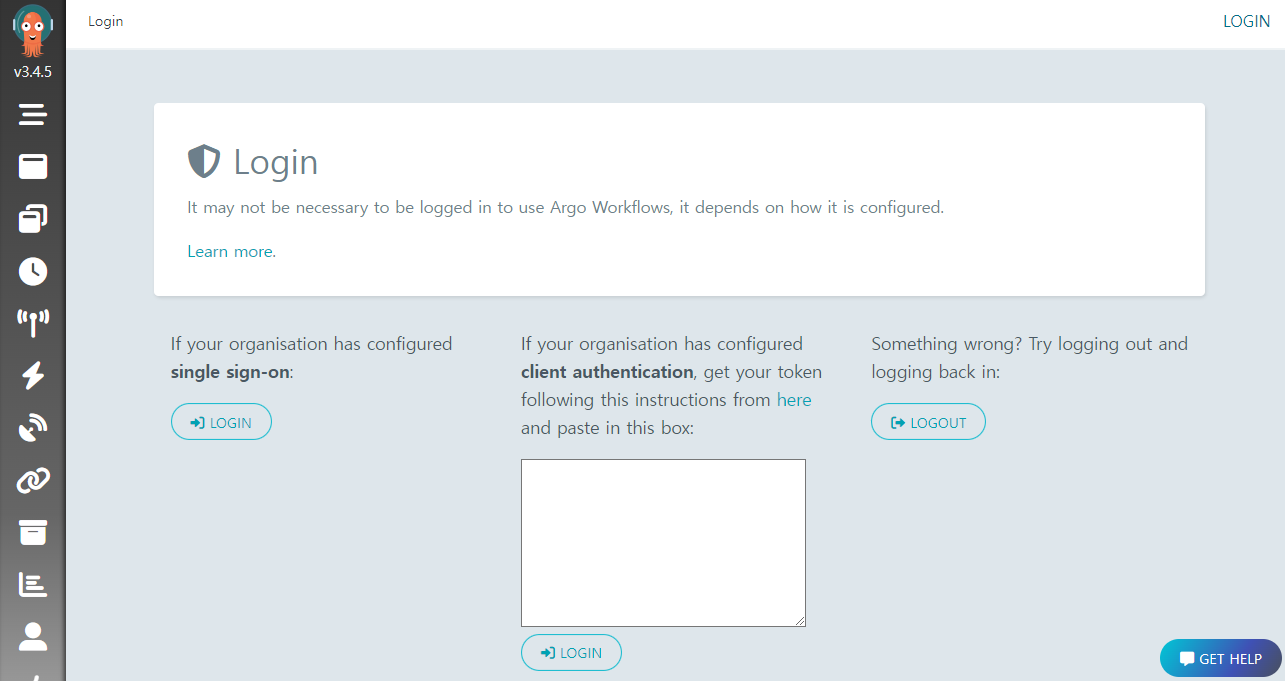 Login
LOGIN
v3.4.5
Login
It may not be necessary to be logged in to use Argo Workflows, it depends on how it is configured.
Learn more.
If your organisation has configured
single sign-on:
LOGIN
If your organisation has configured
client authentication, get your token
following this instructions from here
and paste in this box:
LOGIN
Something wrong? Try logging out and
logging back in:
LOGOUT
GET HELP